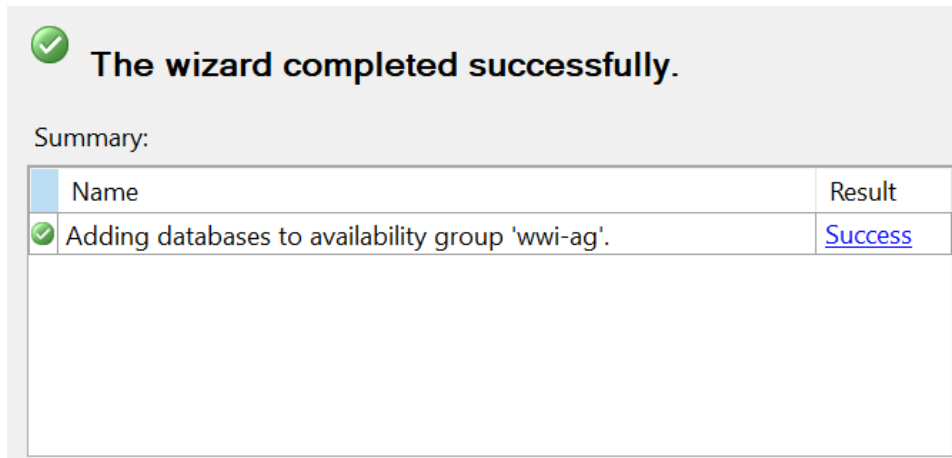 The wizard completed successfully.
Summary:
Name Result
Adding databases to availability group 'wwi-ag'. Success